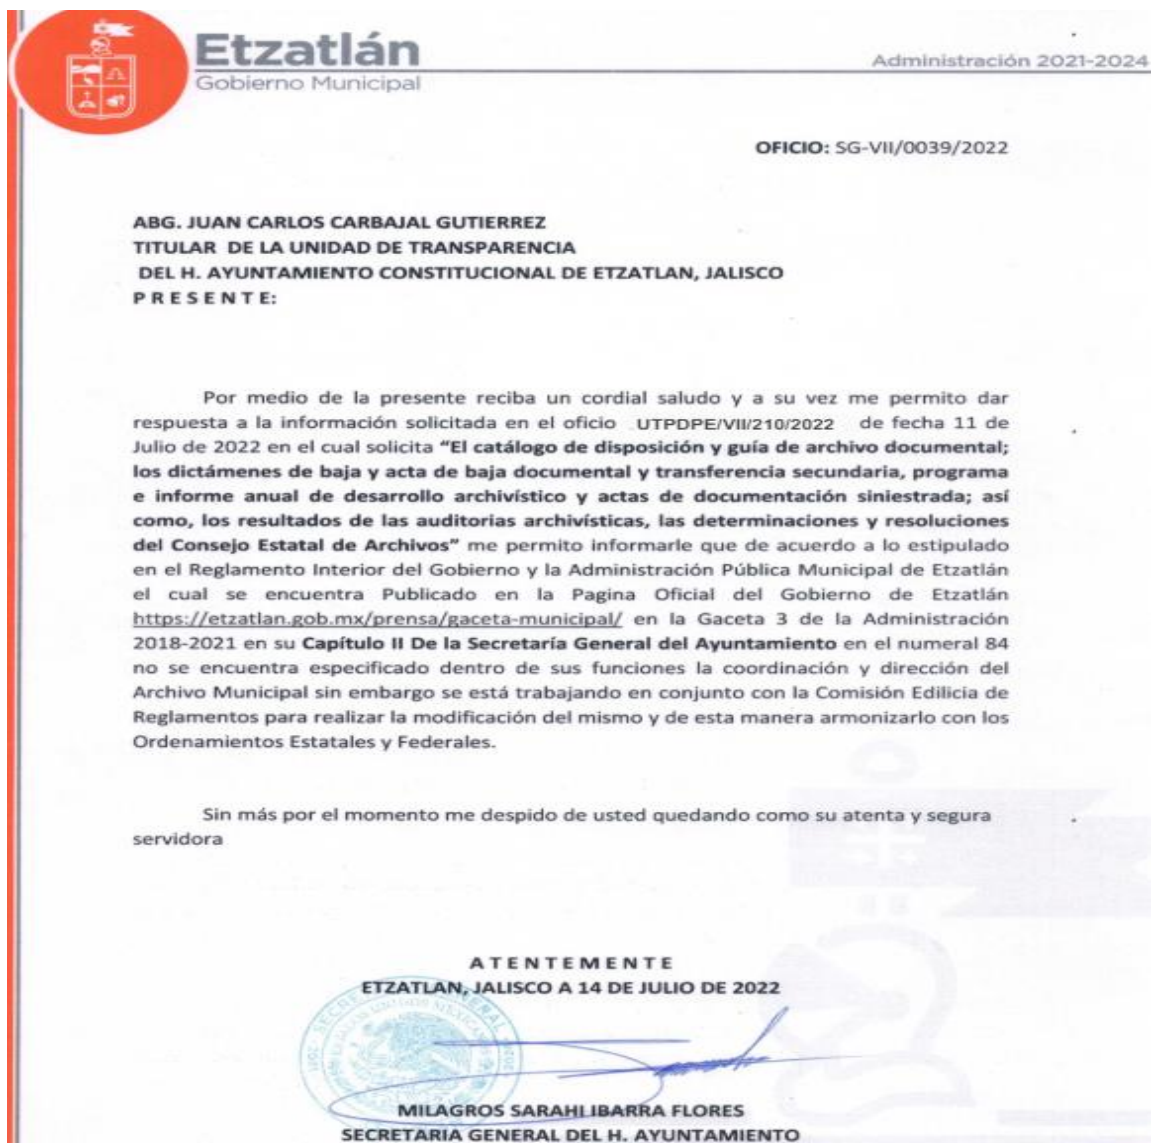 Etzatlán
Gobierno Municipal
Administración 2021-2024
OFICIO: SG-VII/0039/2022
ABG. JUAN CARLOS CARBAJAL GUTIERREZ
TITULAR DE LA UNIDAD DE TRANSPARENCIA
DEL H. AYUNTAMIENTO CONSTITUCIONAL DE ETZATLAN, JALISCO
P R E S E N T E:
Por medio de la presente reciba un cordial saludo y a su vez me permito dar
respuesta a la información solicitada en el oficio UTPDPE/VII/210/2022 de fecha 11 de
Julio de 2022 en el cual solicita “El catálogo de disposición y guía de archivo documental;
los dictámenes de baja y acta de baja documental y transferencia secundaria, programa
e informe anual de desarrollo archivístico y actas de documentación siniestrada; así
como, los resultados de las auditorias archivísticas, las determinaciones y resoluciones
del Consejo Estatal de Archivos” me permito informarle que de acuerdo a lo estipulado
en el Reglamento Interior del Gobierno y la Administración Pública Municipal de Etzatlán
el cual se encuentra Publicado en la Pagina Oficial del Gobierno de Etzatlán
https://etzatlan.gob.mx/prensa/gaceta-municipal/ en la Gaceta 3 de la Administración
2018-2021 en su Capítulo II De la Secretaría General del Ayuntamiento en el numeral 84
no se encuentra especificado dentro de sus funciones la coordinación y dirección del
Archivo Municipal sin embargo se está trabajando en conjunto con la Comisión Edilicia de
Reglamentos para realizar la modificación del mismo y de esta manera armonizarlo con los
Ordenamientos Estatales y Federales.
Sin más por el momento me despido de usted quedando como su atenta y segura
servidora
A T E N T E M E N T E
ETZATLAN, JALISCO A 14 DE JULIO DE 2022
MILAGROS SARAHI IBARRA FLORES
SECRETARIA GENERAL DEL H. AYUNTAMIENTO